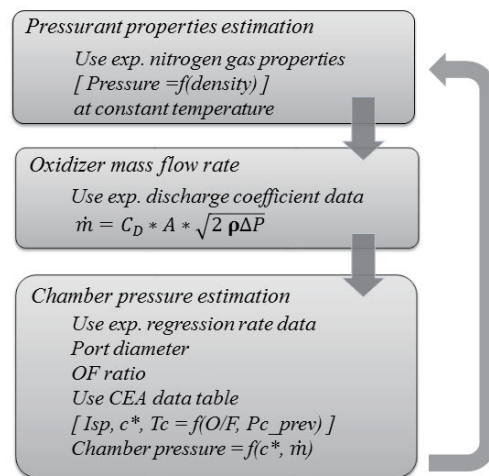 Pressurant properties estimation
Use exp. nitrogen gas properties
[ Pressure =f(density) ]
at constant temperature
Oxidizer mass flow rate
Use exp. discharge coefficient data
ṁ = C_D * A * √2 ρΔP
Chamber pressure estimation
Use exp. regression rate data
Port diameter
OF ratio
Use CEA data table
[ Isp, c*, Tc = f(O/F, Pc_prev) ]
Chamber pressure = f(c*, ṁ)